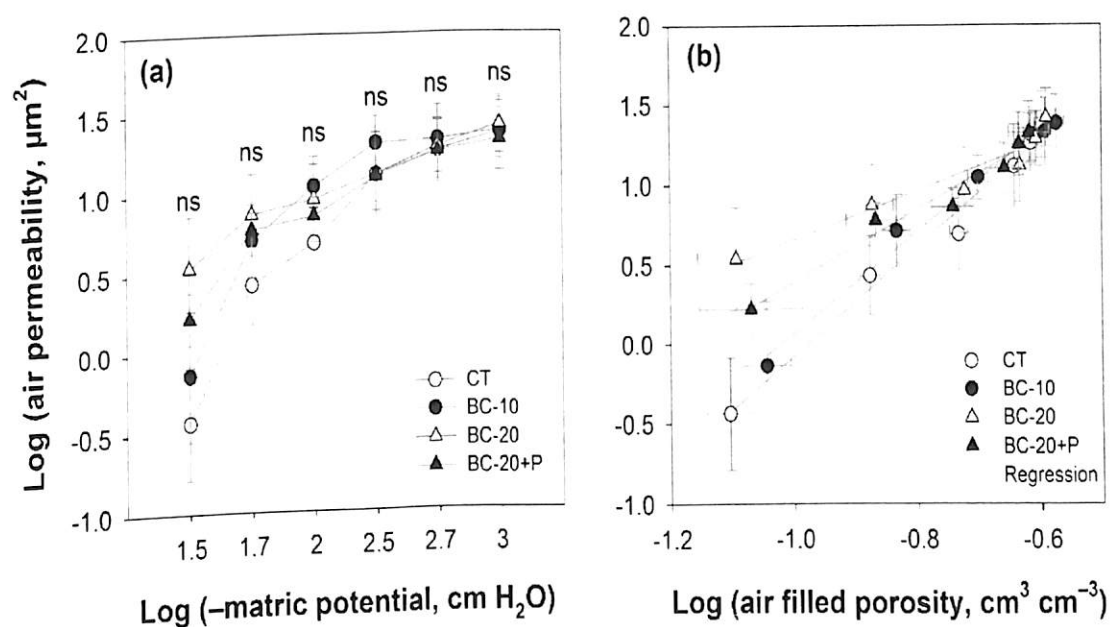 (a)
ns
ns
ns
ns
ns
ns
2.0
1.5
1.0
0.5
0.0
-0.5
-1.0
Log (air permeability, µm²)
CT
BC-10
BC-20
BC-20+P
1.5 1.7 2 2.5 2.7 3
Log (–matric potential, cm H₂O)
(b)
2.0
1.5
1.0
0.5
0.0
-0.5
-1.0
CT
BC-10
BC-20
BC-20+P
Regression
-1.2 -1.0 -0.8 -0.6
Log (air filled porosity, cm³ cm⁻³)